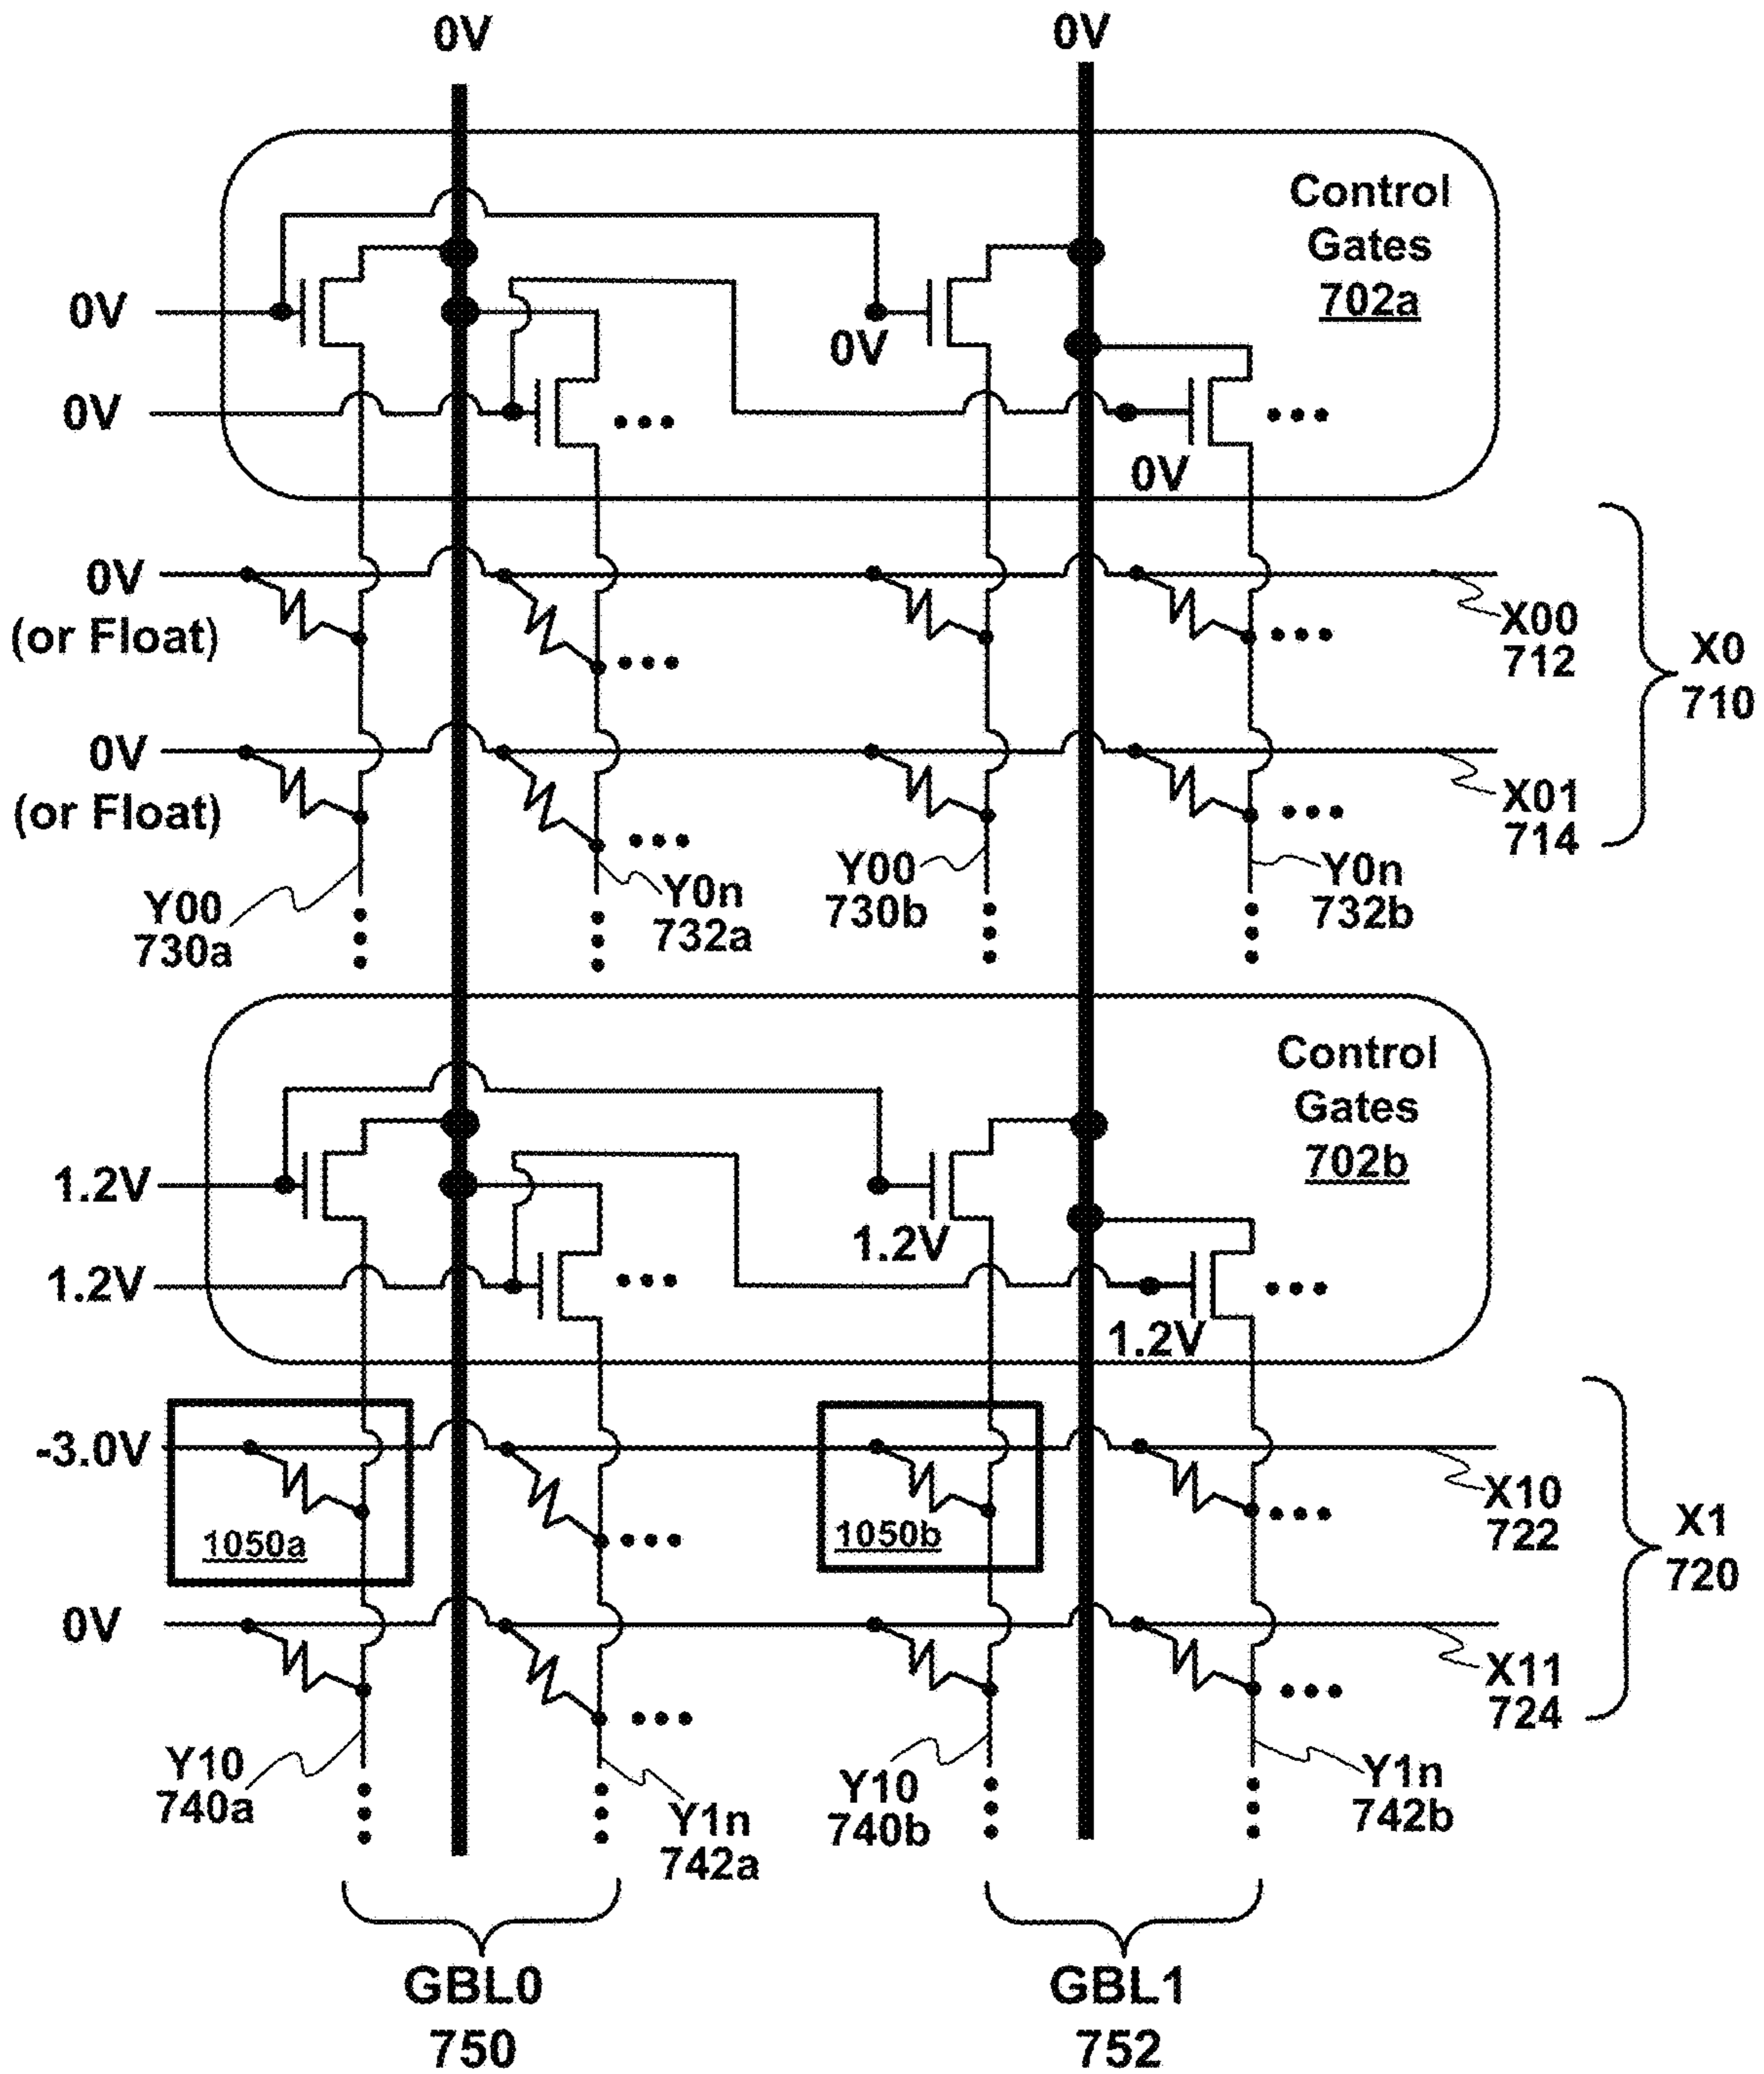 0V
0V
Control
Gates
702a
0V
0V
0V
0V
0V
(or Float)
X00
712
X0
710
0V
(or Float)
X01
714
Y00
730a
Y0n
732a
Y00
730b
Y0n
732b
Control
Gates
702b
1.2V
1.2V
1.2V
1.2V
-3.0V
1050a
1050b
X10
722
X1
720
0V
X11
724
Y10
740a
Y1n
742a
Y10
740b
Y1n
742b
GBL0
750
GBL1
752